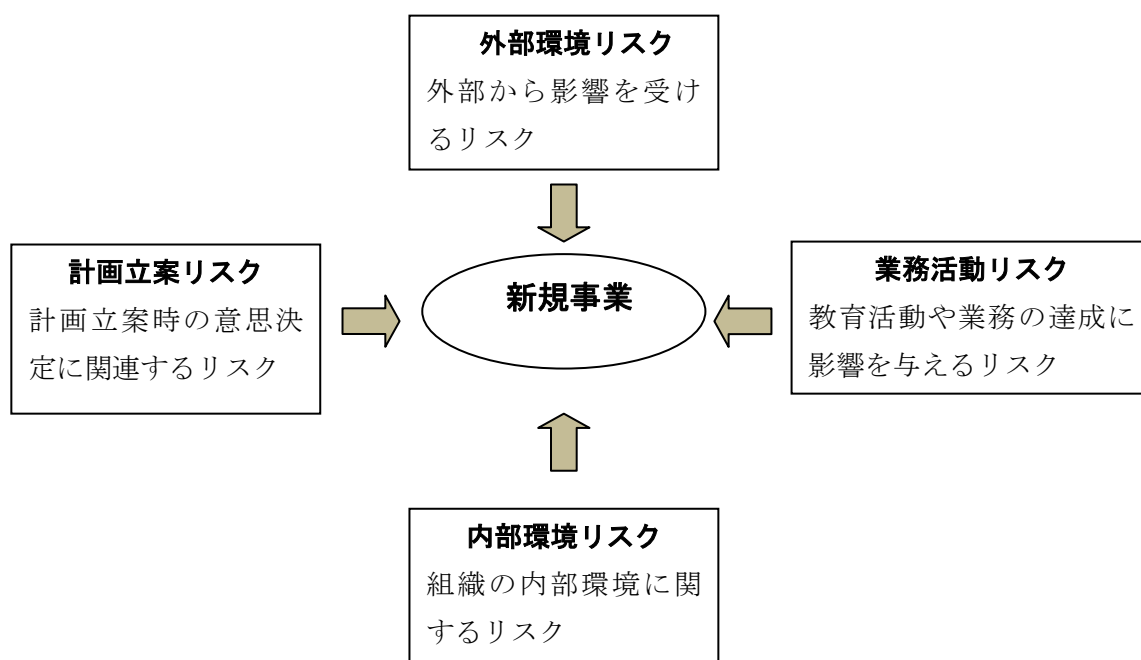 外部環境リスク
外部から影響を受け
るリスク
計画立案リスク
計画立案時の意思決
定に関連するリスク
新規事業
業務活動リスク
教育活動や業務の達成に
影響を与えるリスク
内部環境リスク
組織の内部環境に関
するリスク